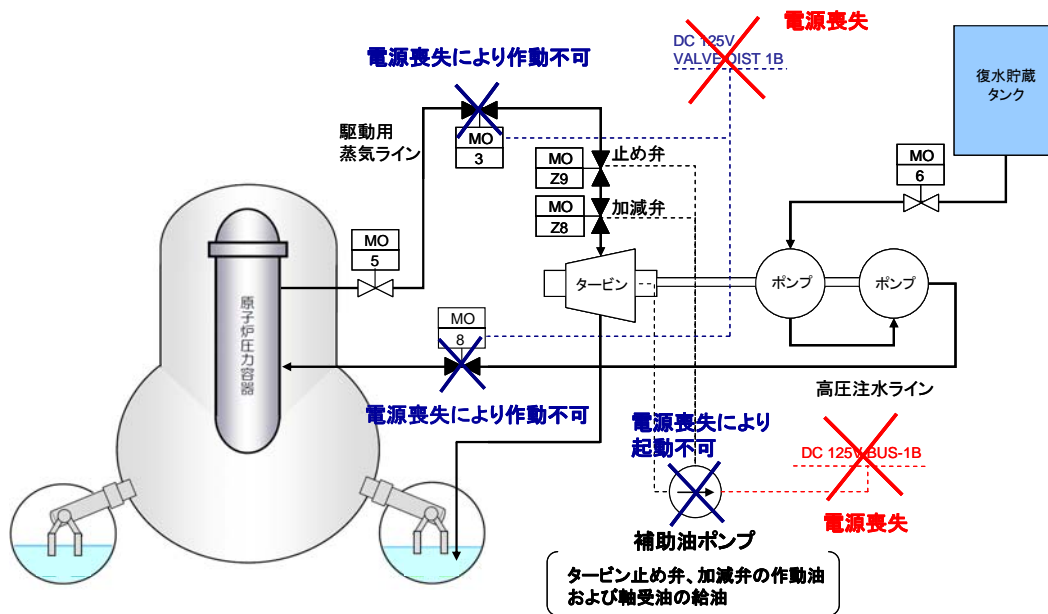 電源喪失
DC 125V
VALVE DIST 1B
電源喪失により作動不可
復水貯蔵
タンク
駆動用
蒸気ライン
MO
3
止め弁
MO
Z9
MO
6
加減弁
MO
Z8
MO
5
タービン
ポンプ
ポンプ
原子炉圧力容器
MO
8
高圧注水ライン
電源喪失により作動不可
電源喪失により
起動不可
DC 125V BUS-1B
電源喪失
補助油ポンプ
タービン止め弁、加減弁の作動油
および軸受油の給油